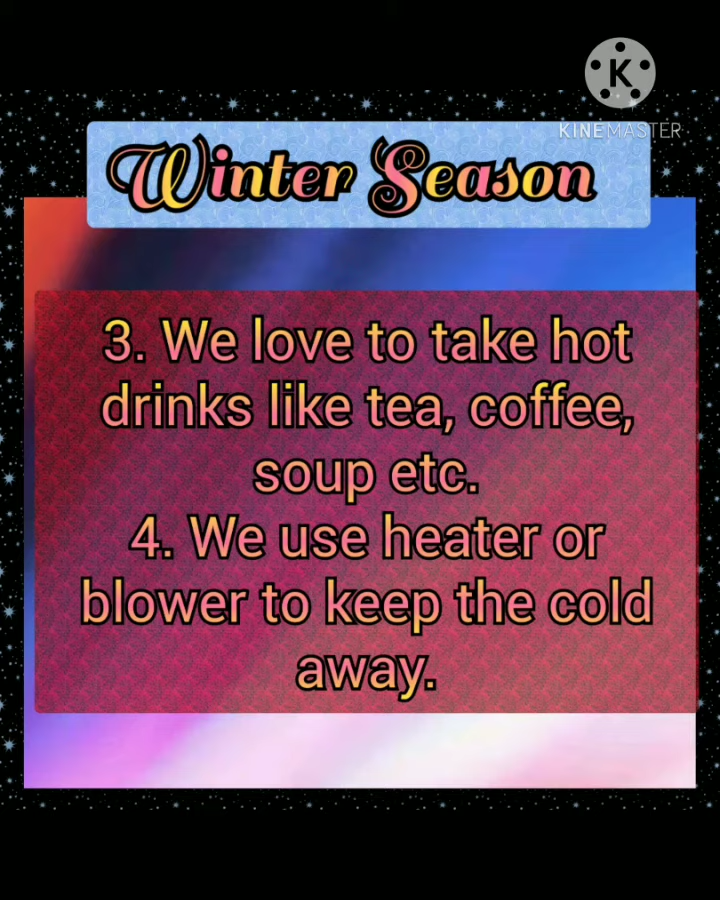 K
KINEMASTER
Winter Season
3. We love to take hot
drinks like tea, coffee,
soup etc.
4. We use heater or
blower to keep the cold
away.